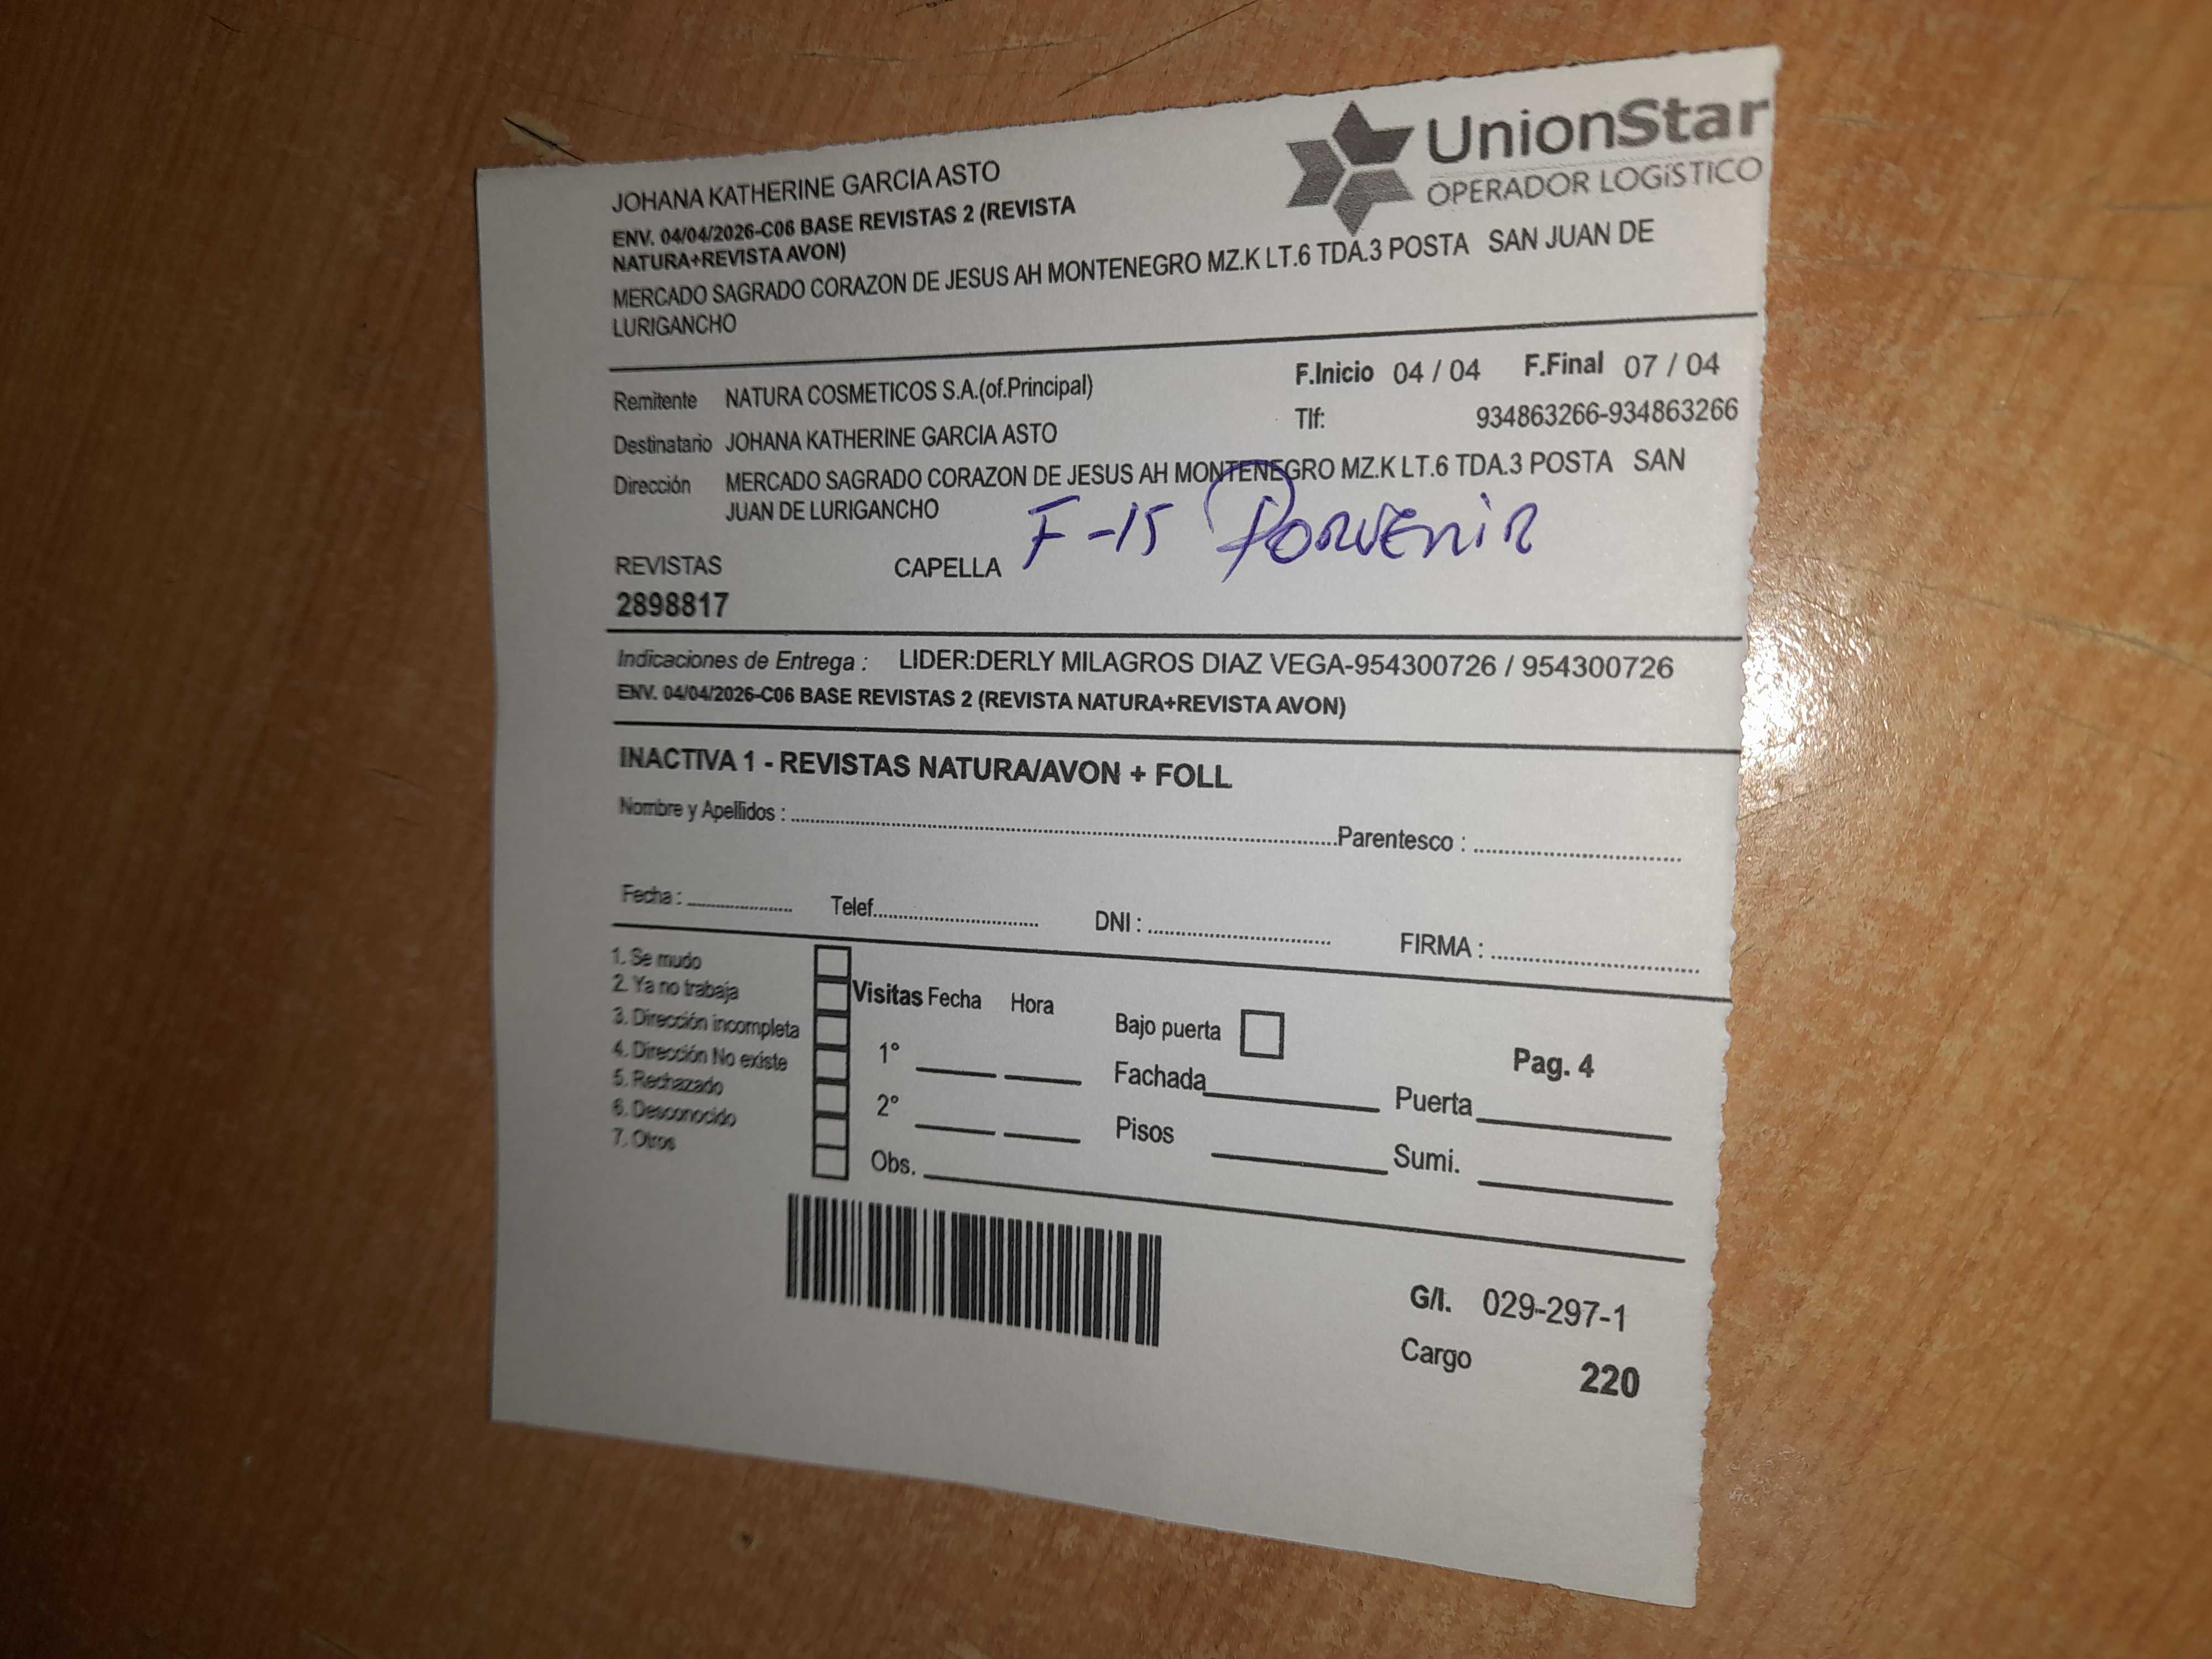 UnionStar
OPERADOR LOGíSTICO
JOHANA KATHERINE GARCIA ASTO
ENV. 04/04/2026-C06 BASE REVISTAS 2 (REVISTA
NATURA+REVISTA AVON)
MERCADO SAGRADO CORAZON DE JESUS AH MONTENEGRO MZ.K LT.6 TDA.3 POSTA SAN JUAN DE
LURIGANCHO
F.Inicio 04 / 04 F.Final 07 / 04
Remitente NATURA COSMETICOS S.A.(of.Principal)
Tlf: 934863266-934863266
Destinatario JOHANA KATHERINE GARCIA ASTO
Dirección MERCADO SAGRADO CORAZON DE JESUS AH MONTENEGRO MZ.K LT.6 TDA.3 POSTA SAN
JUAN DE LURIGANCHO
F-15 Porvenir
REVISTAS CAPELLA
2898817
Indicaciones de Entrega : LIDER:DERLY MILAGROS DIAZ VEGA-954300726 / 954300726
ENV. 04/04/2026-C06 BASE REVISTAS 2 (REVISTA NATURA+REVISTA AVON)
INACTIVA 1 - REVISTAS NATURA/AVON + FOLL
Nombre y Apellidos : Parentesco :
Fecha : Telef. DNI : FIRMA :
1. Se mudo
2. Ya no trabaja
3. Dirección incompleta
4. Dirección No existe
5. Rechazado
6. Desconocido
7. Otros
Visitas Fecha Hora
1°
2°
Obs.
Bajo puerta
Fachada
Pisos
Pag. 4
Puerta
Sumi.
G/I. 029-297-1
Cargo 220